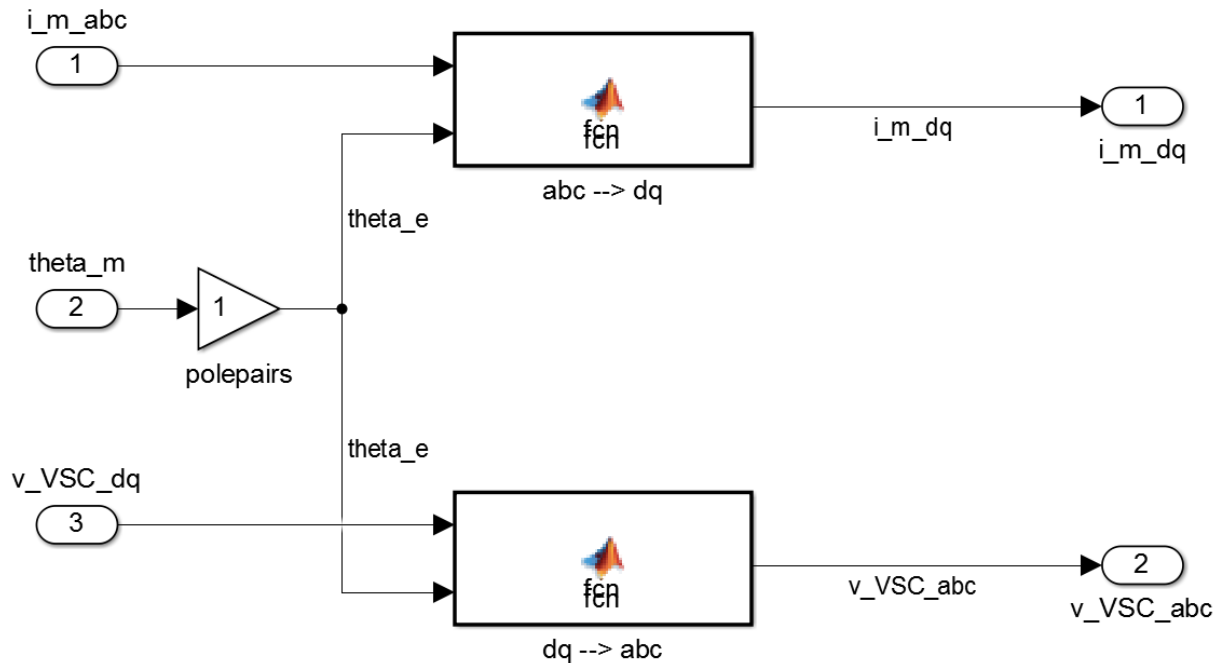 i_m_abc
1
fcn
fcn
abc --> dq
i_m_dq
1
i_m_dq
theta_e
theta_m
2
1
polepairs
theta_e
v_VSC_dq
3
fcn
fcn
dq --> abc
v_VSC_abc
2
v_VSC_abc